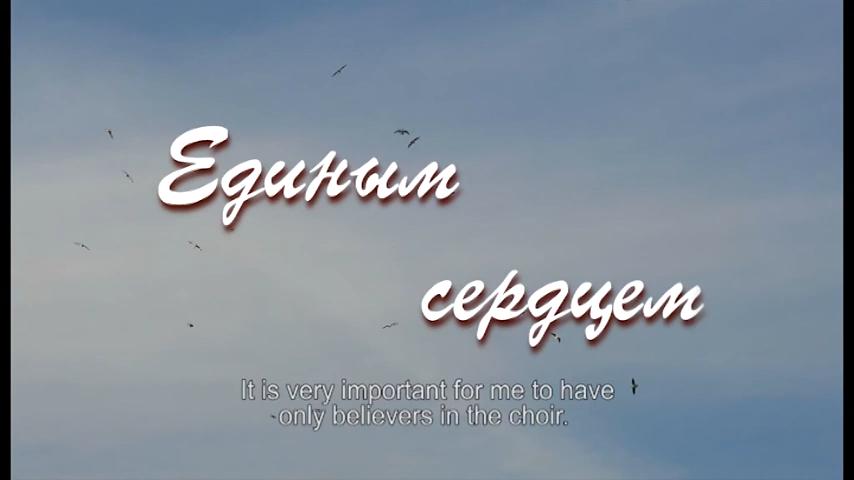 Единым
сердцем
It is very important for me to have
only believers in the choir.